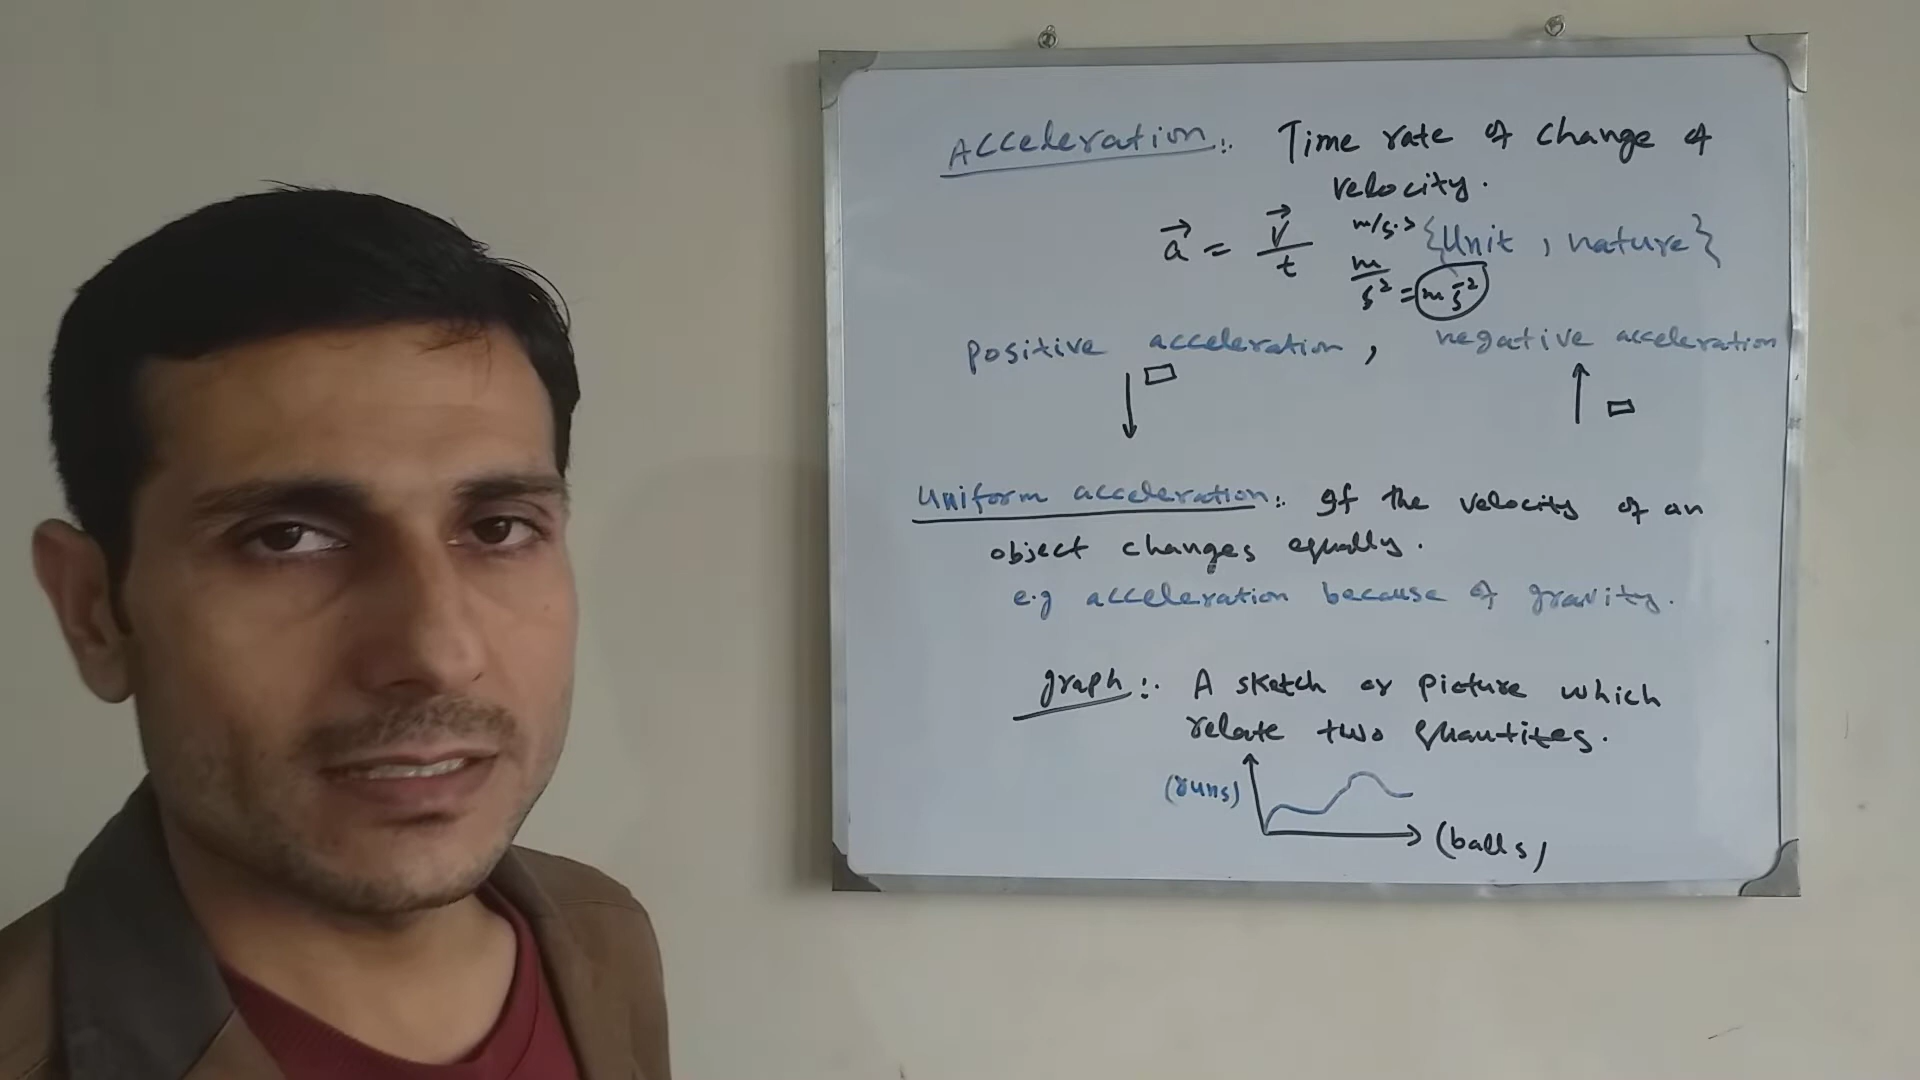 Acceleration:. Time rate of change of
velocity.
a⃗ = v⃗/t m/s·s {Unit, nature}
m/s² = m s⁻²
positive acceleration, negative acceleration
Uniform acceleration:. If the velocity of an
object changes equally.
e.g acceleration because of gravity.
graph:. A sketch or picture which
relate two quantites.
(runs)
(balls)